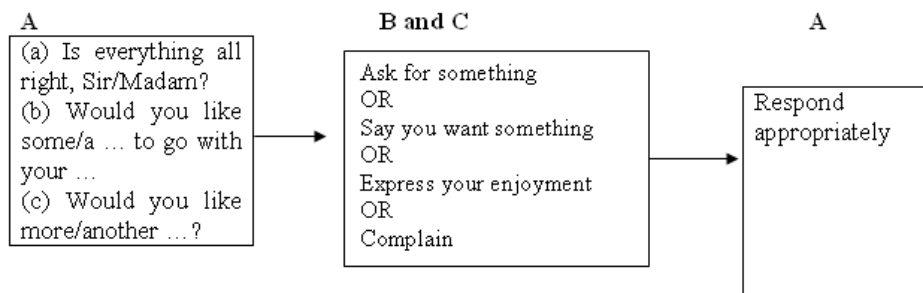 A
(a) Is everything all
right, Sir/Madam?
(b) Would you like
some/a ... to go with
your ...
(c) Would you like
more/another ...?
B and C
Ask for something
OR
Say you want something
OR
Express your enjoyment
OR
Complain
A
Respond
appropriately